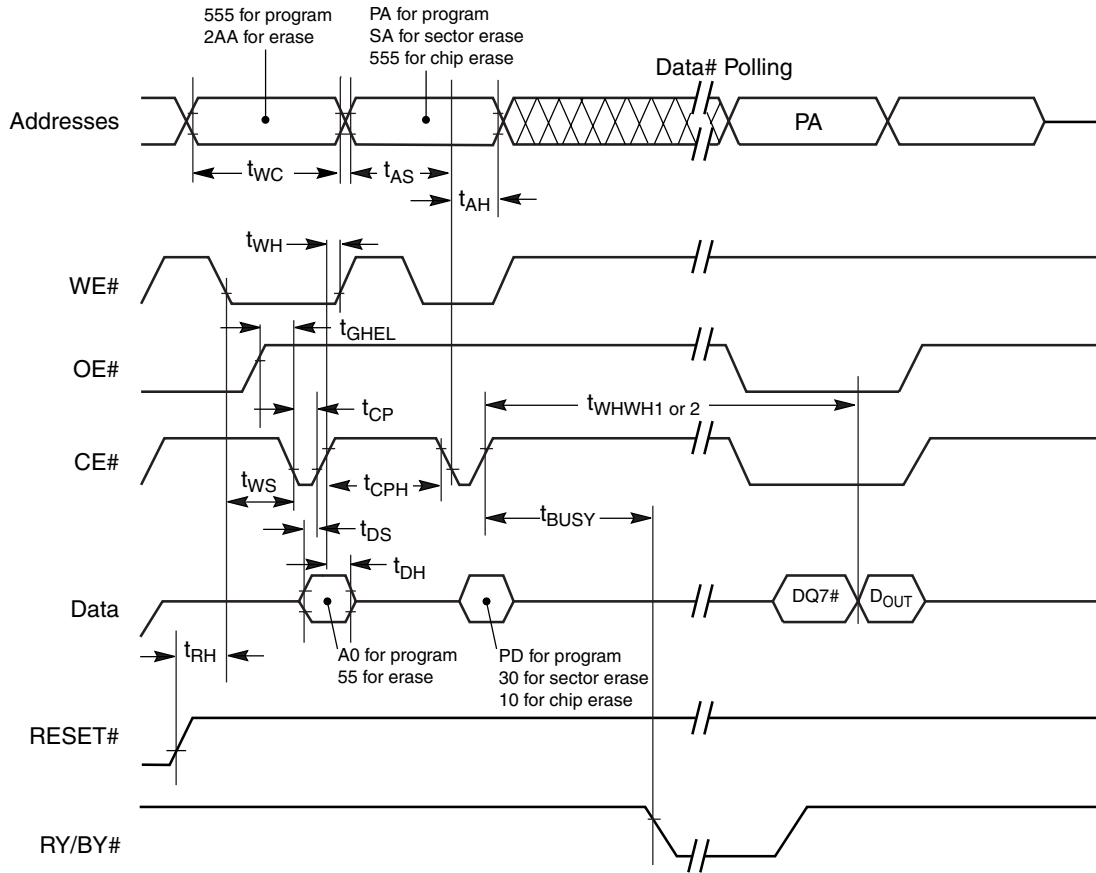 555 for program
2AA for erase
PA for program
SA for sector erase
555 for chip erase
Data# Polling
Addresses
PA
tWC
tAS
tAH
tWH
WE#
tGHEL
OE#
tCP
tWHWH1 or 2
CE#
tWS
tCPH
tBUSY
tDS
tDH
Data
DQ7#
DOUT
tRH
A0 for program
55 for erase
PD for program
30 for sector erase
10 for chip erase
RESET#
RY/BY#